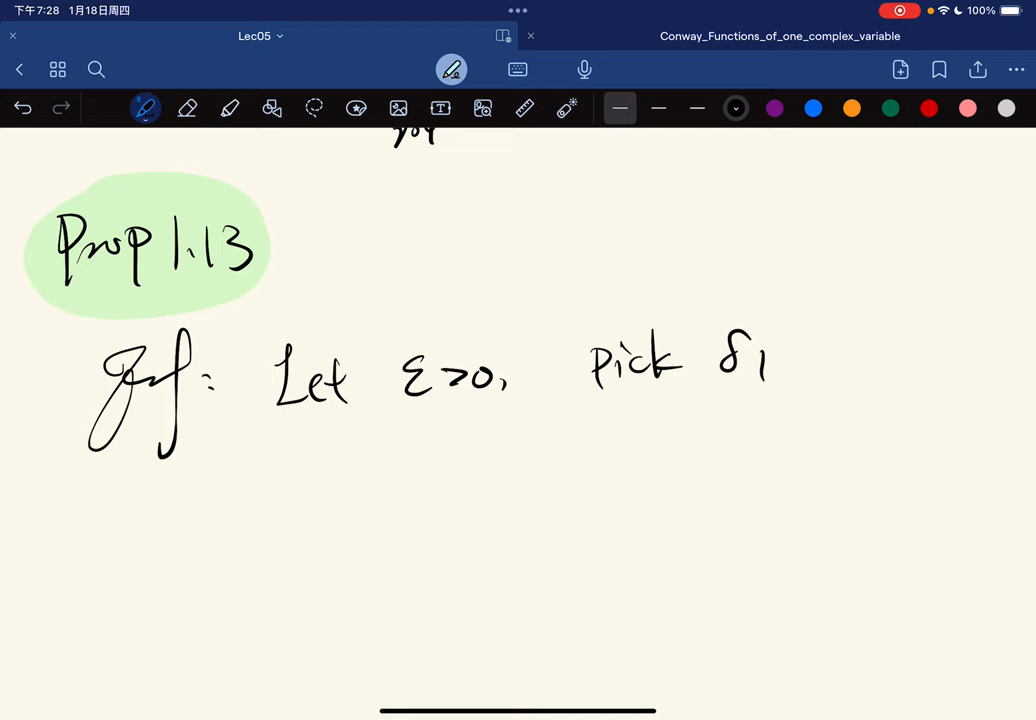 下午7:28 1月18日周四
100%
Lec05
Conway_Functions_of_one_complex_variable
Prop 1.13
Let ε>0, Pick δ1